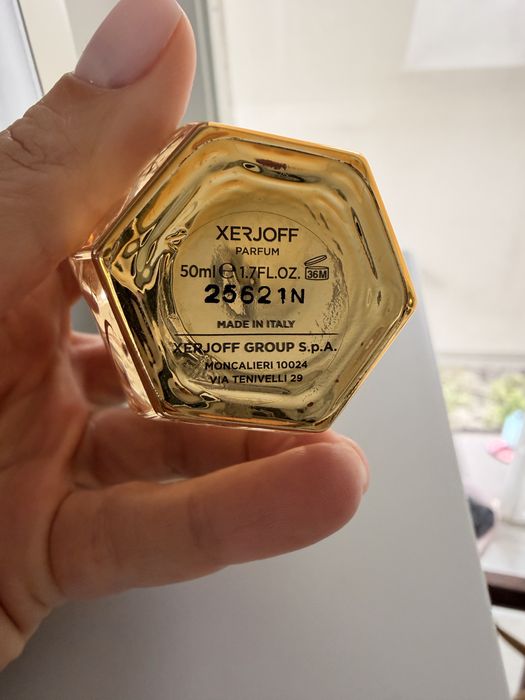 XERJOFF
PARFUM
50ml ℮ 1.7FL.OZ. 36M
25621N
MADE IN ITALY
XERJOFF GROUP S.p.A.
MONCALIERI 10024
VIA TENIVELLI 29